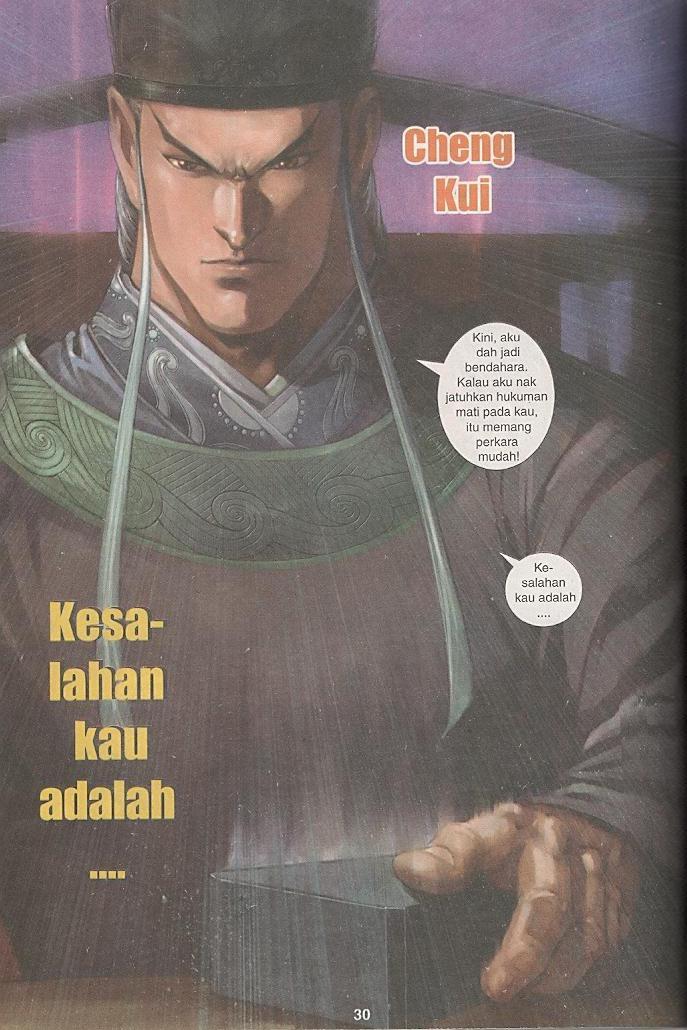 Cheng
Kui
Kini, aku
dah jadi
bendahara.
Kalau aku nak
jatuhkan hukuman
mati pada kau,
itu memang
perkara
mudah!
Ke-
salahan
kau adalah
....
Kesa-
lahan
kau
adalah
....
30